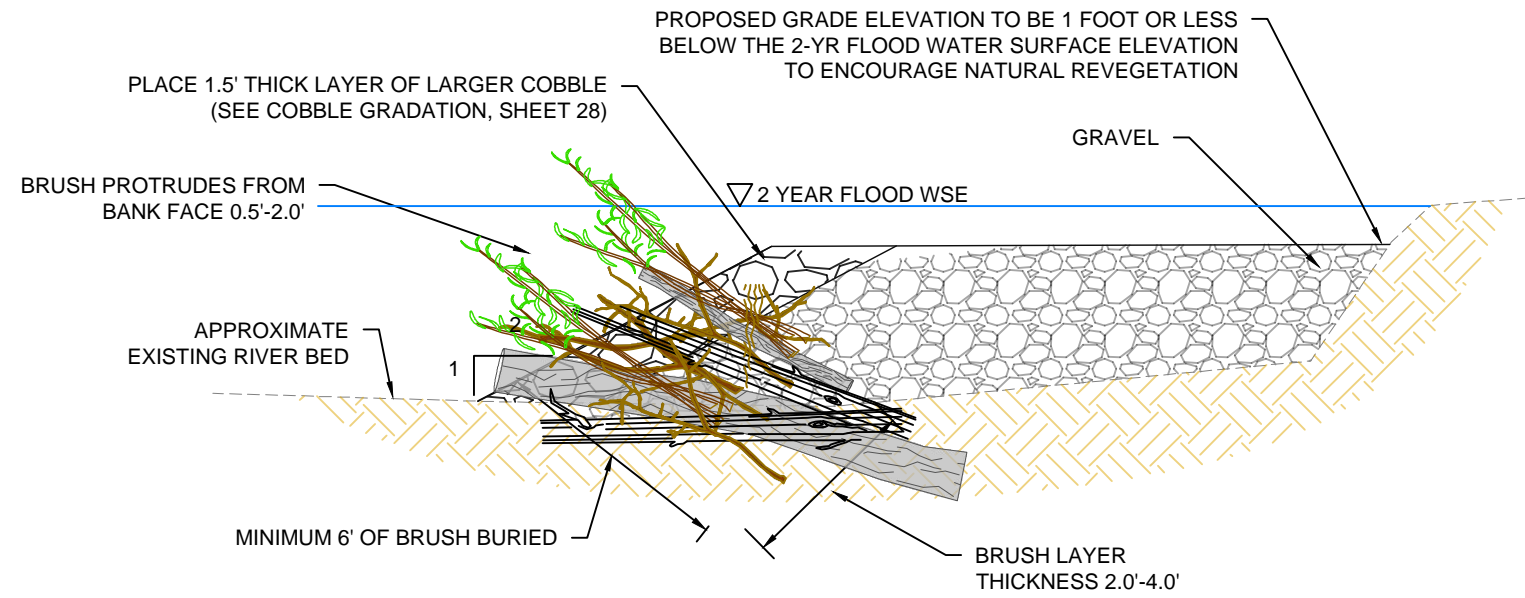 PROPOSED GRADE ELEVATION TO BE 1 FOOT OR LESS
BELOW THE 2-YR FLOOD WATER SURFACE ELEVATION
TO ENCOURAGE NATURAL REVEGETATION
PLACE 1.5' THICK LAYER OF LARGER COBBLE
(SEE COBBLE GRADATION, SHEET 28)
GRAVEL
BRUSH PROTRUDES FROM
BANK FACE 0.5'-2.0'
2 YEAR FLOOD WSE
APPROXIMATE
EXISTING RIVER BED
2
1
MINIMUM 6' OF BRUSH BURIED
BRUSH LAYER
THICKNESS 2.0'-4.0'